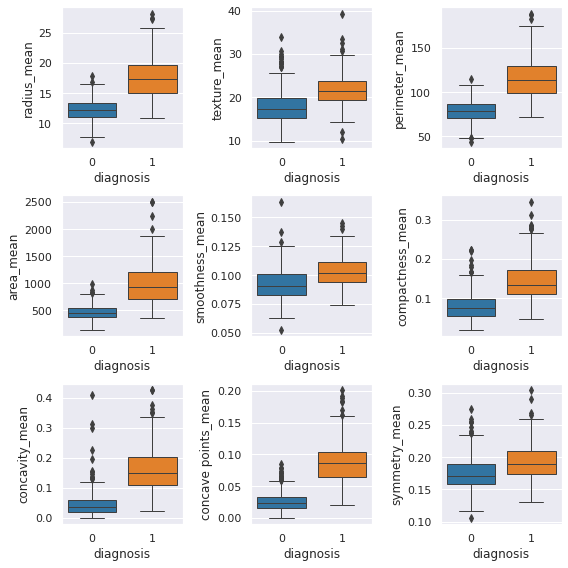 radius_mean
30
25
20
15
10
0 1
diagnosis
texture_mean
40
30
20
10
0 1
diagnosis
perimeter_mean
150
100
50
0 1
diagnosis
area_mean
2500
2000
1500
1000
500
0 1
diagnosis
smoothness_mean
0.150
0.125
0.100
0.075
0.050
0 1
diagnosis
compactness_mean
0.3
0.2
0.1
0 1
diagnosis
concavity_mean
0.4
0.3
0.2
0.1
0.0
0 1
diagnosis
concave points_mean
0.20
0.15
0.10
0.05
0.00
0 1
diagnosis
symmetry_mean
0.30
0.25
0.20
0.15
0.10
0 1
diagnosis